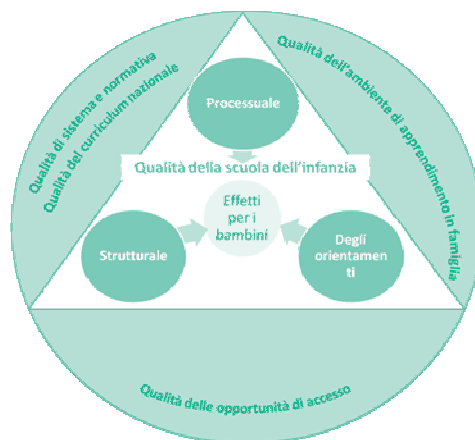 Qualità di sistema e normativa
Qualità del curriculum nazionale
Qualità dell'ambiente di apprendimento in famiglia
Processuale
Qualità della scuola dell'infanzia
Effetti
per i
bambini
Strutturale
Degli
orientamen
ti
Qualità delle opportunità di accesso